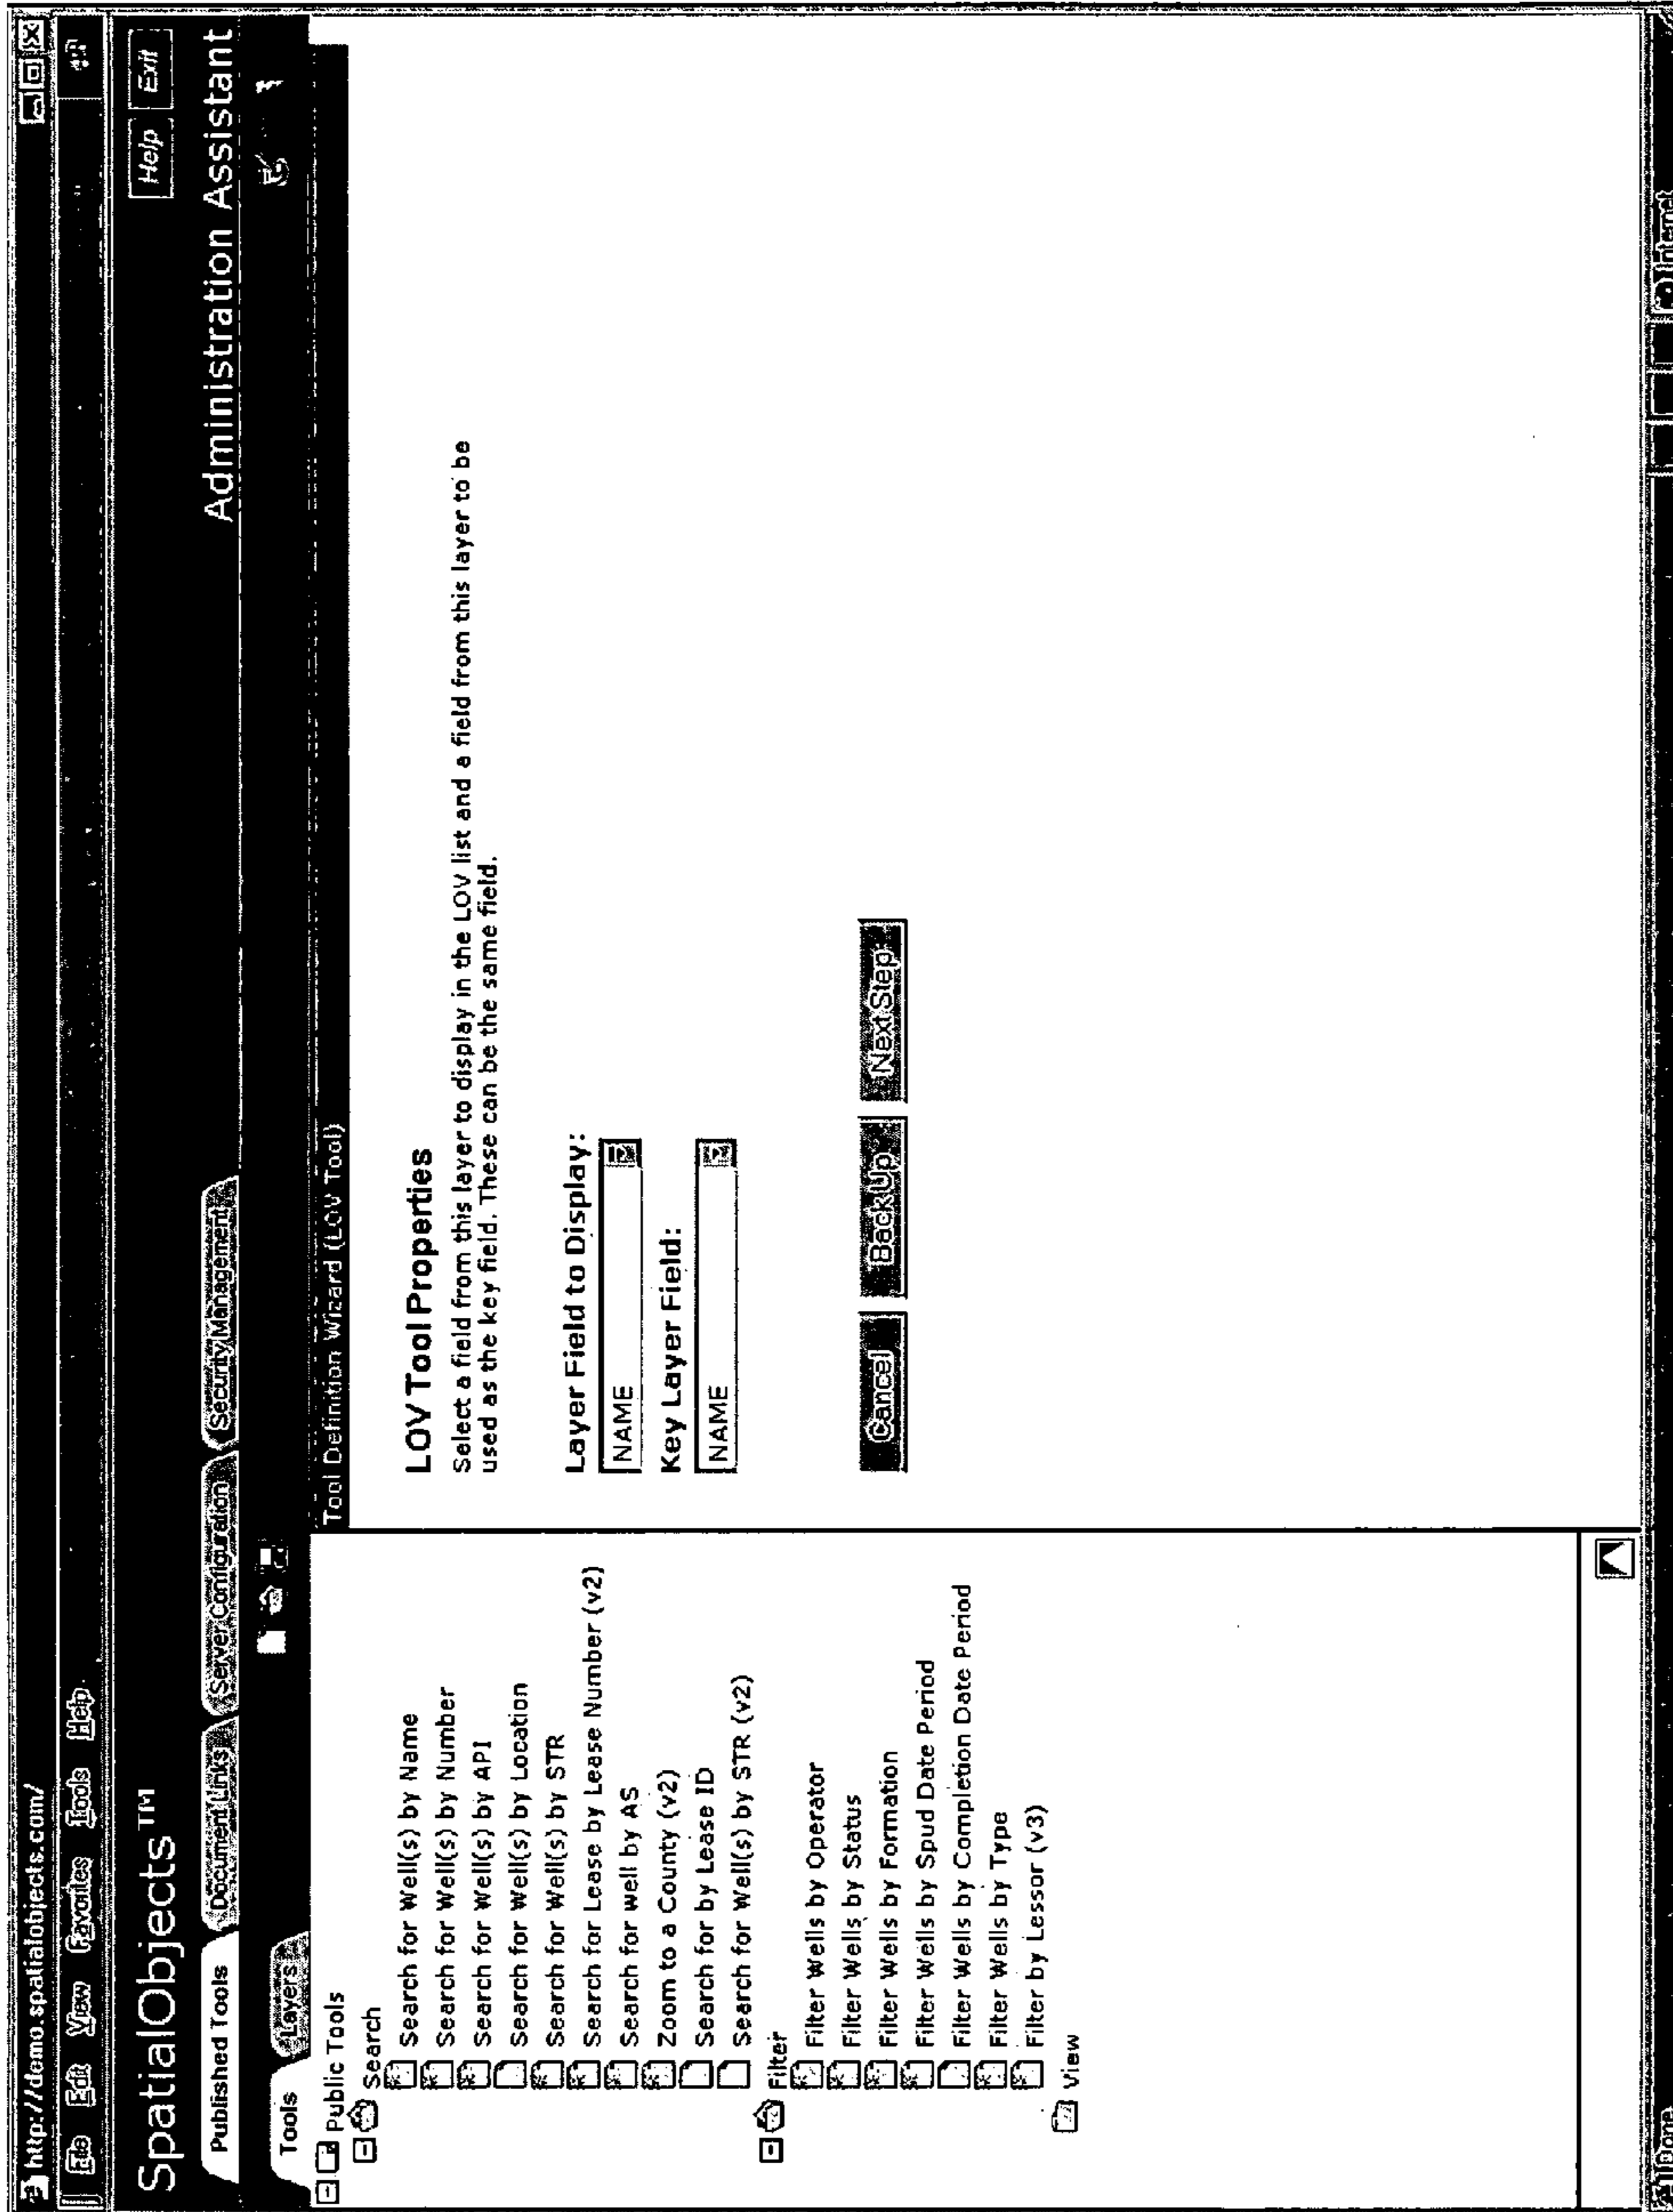 http://demo.spatialobjects.com/
File Edit View Favorites Tools Help
SpatialObjects™
Help Exit
Administration Assistant
Published Tools Document Links Server Configuration Security Management
Tools Layers
Tool Definition Wizard (LOV Tool)
Public Tools
Search
Search for Well(s) by Name
Search for Well(s) by Number
Search for Well(s) by API
Search for Well(s) by Location
Search for Well(s) by STR
Search for Lease by Lease Number (v2)
Search for well by AS
Zoom to a County (v2)
Search for by Lease ID
Search for Well(s) by STR (v2)
Filter
Filter Wells by Operator
Filter Wells by Status
Filter Wells by Formation
Filter Wells by Spud Date Period
Filter Wells by Completion Date Period
Filter Wells by Type
Filter by Lessor (v3)
View
LOV Tool Properties
Select a field from this layer to display in the LOV list and a field from this layer to be
used as the key field. These can be the same field.
Layer Field to Display:
NAME
Key Layer Field:
NAME
Cancel Back Up Next Step
Done
Internet